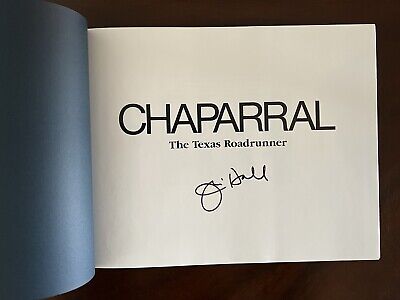 CHAPARRAL
The Texas Roadrunner
Jim Hall